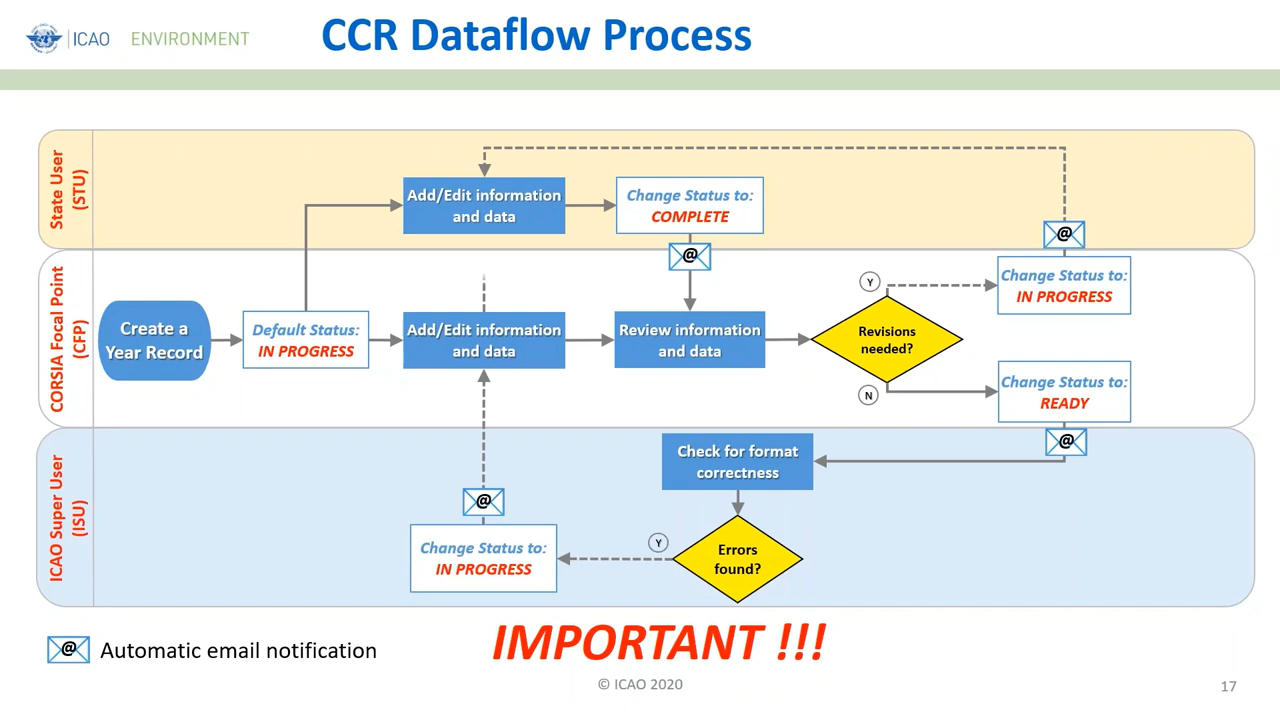 ICAO
ENVIRONMENT
CCR Dataflow Process
State User
(STU)
Add/Edit information
and data
Change Status to:
COMPLETE
@
@
CORSIA Focal Point
(CFP)
Create a
Year Record
Default Status:
IN PROGRESS
Add/Edit information
and data
Review information
and data
Revisions
needed?
Y
N
Change Status to:
IN PROGRESS
Change Status to:
READY
@
ICAO Super User
(ISU)
Check for format
correctness
Errors
found?
Y
Change Status to:
IN PROGRESS
@
@
Automatic email notification
IMPORTANT !!!
© ICAO 2020
17